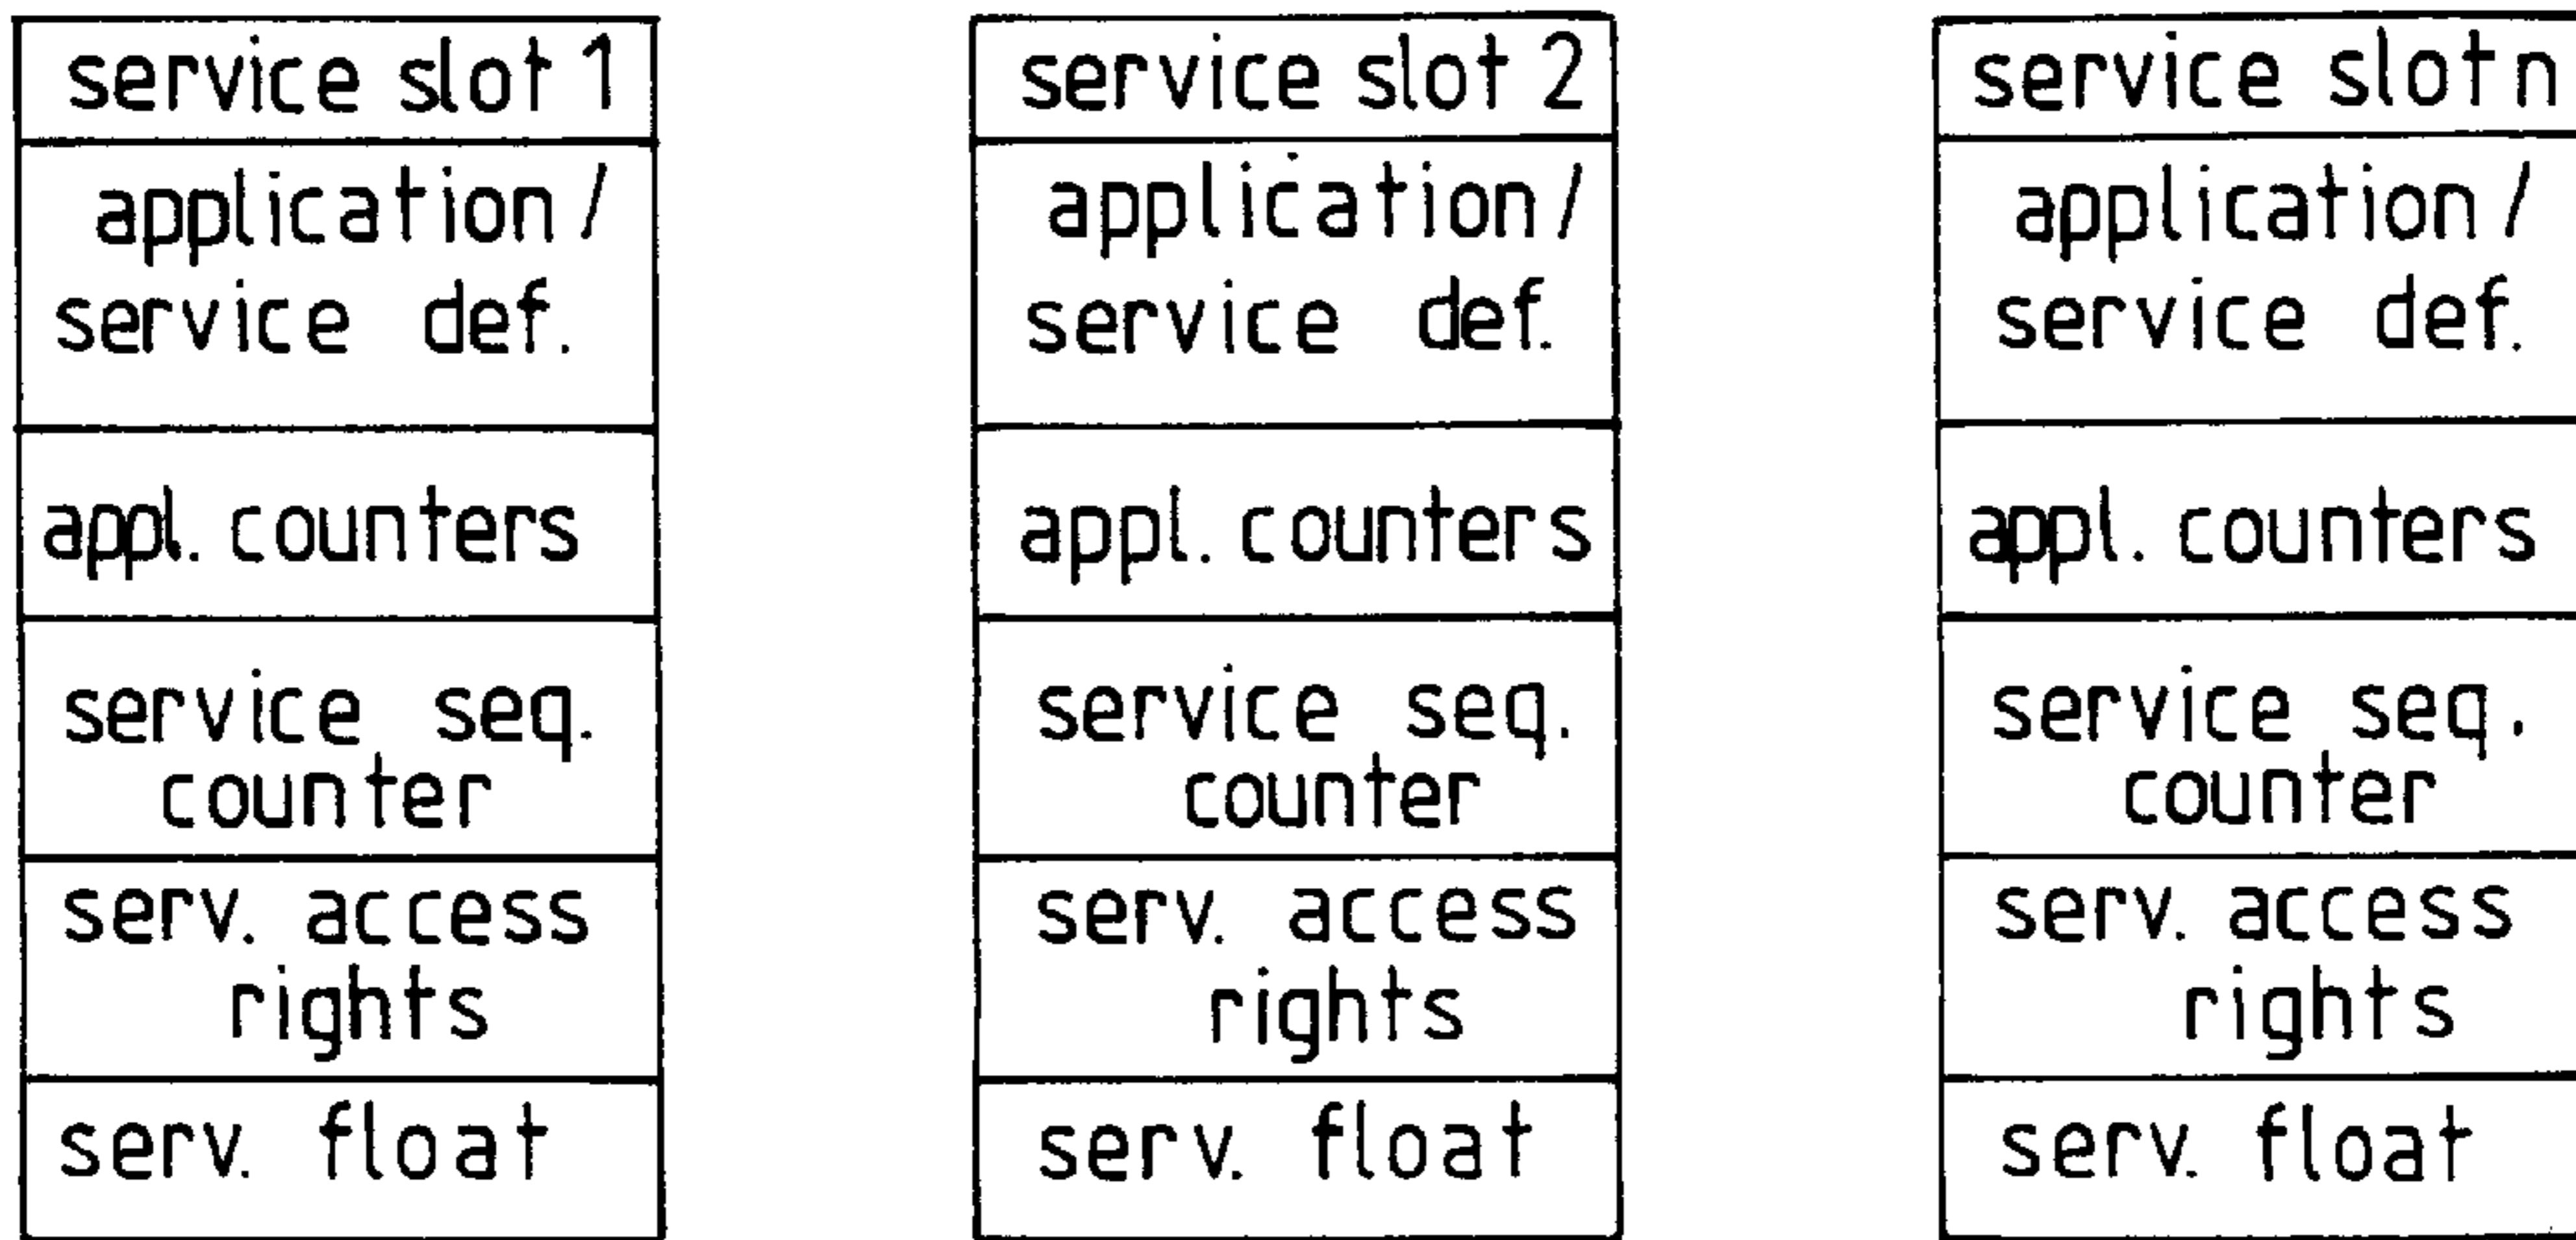 service slot 1
application /
service def.
appl. counters
service seq.
counter
serv. access
rights
serv. float
service slot 2
application /
service def.
appl. counters
service seq.
counter
serv. access
rights
serv. float
service slot n
application /
service def.
appl. counters
service seq.
counter
serv. access
rights
serv. float